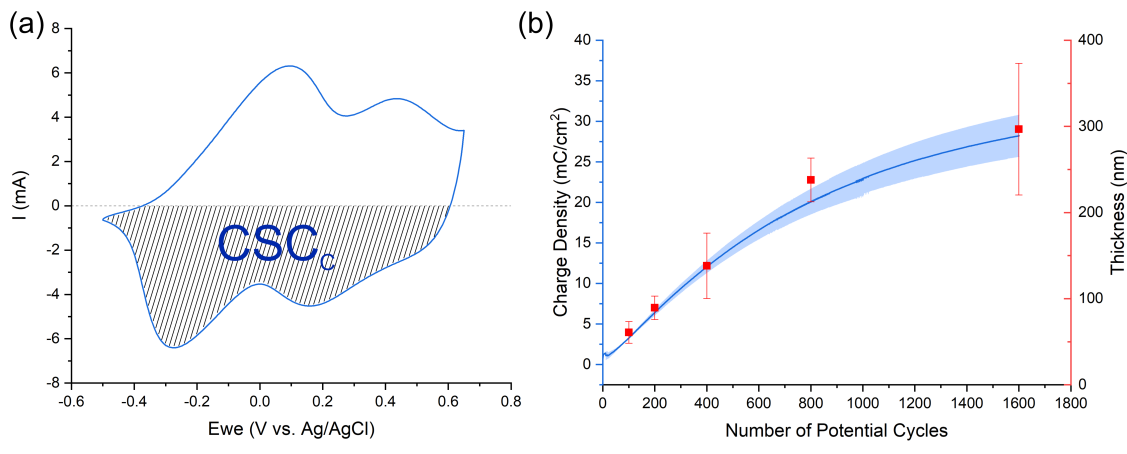 (a)
8
6
4
2
0
-2
-4
-6
-8
I (mA)
CSC_C
-0.6 -0.4 -0.2 0.0 0.2 0.4 0.6 0.8
Ewe (V vs. Ag/AgCl)
(b)
40
35
30
25
20
15
10
5
0
Charge Density (mC/cm²)
400
300
200
100
0
Thickness (nm)
0 200 400 600 800 1000 1200 1400 1600 1800
Number of Potential Cycles